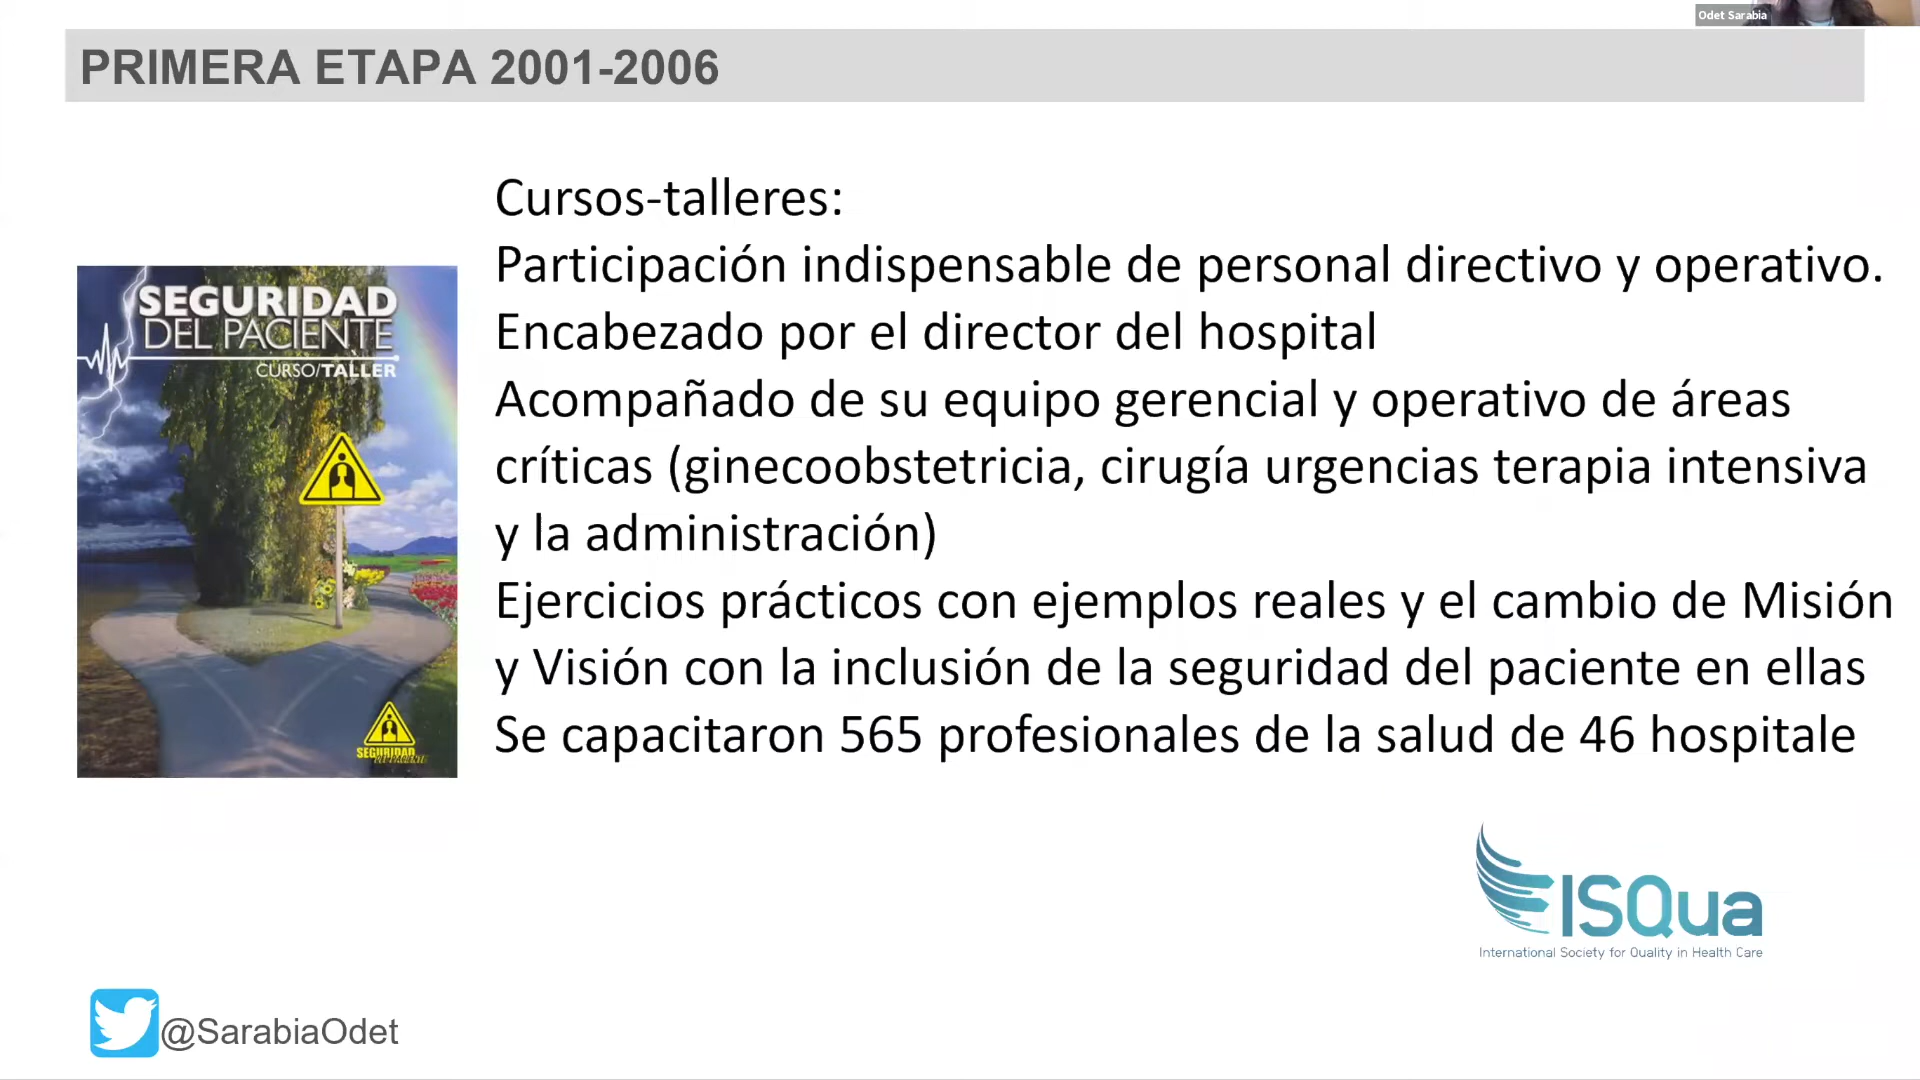 Odet Sarabia
PRIMERA ETAPA 2001-2006
Cursos-talleres:
Participación indispensable de personal directivo y operativo.
Encabezado por el director del hospital
Acompañado de su equipo gerencial y operativo de áreas
críticas (ginecoobstetricia, cirugía urgencias terapia intensiva
y la administración)
Ejercicios prácticos con ejemplos reales y el cambio de Misión
y Visión con la inclusión de la seguridad del paciente en ellas
Se capacitaron 565 profesionales de la salud de 46 hospitale
SEGURIDAD
DEL PACIENTE
CURSO/TALLER
SEGURIDAD
DEL PACIENTE
ISQua
International Society for Quality in Health Care
@SarabiaOdet